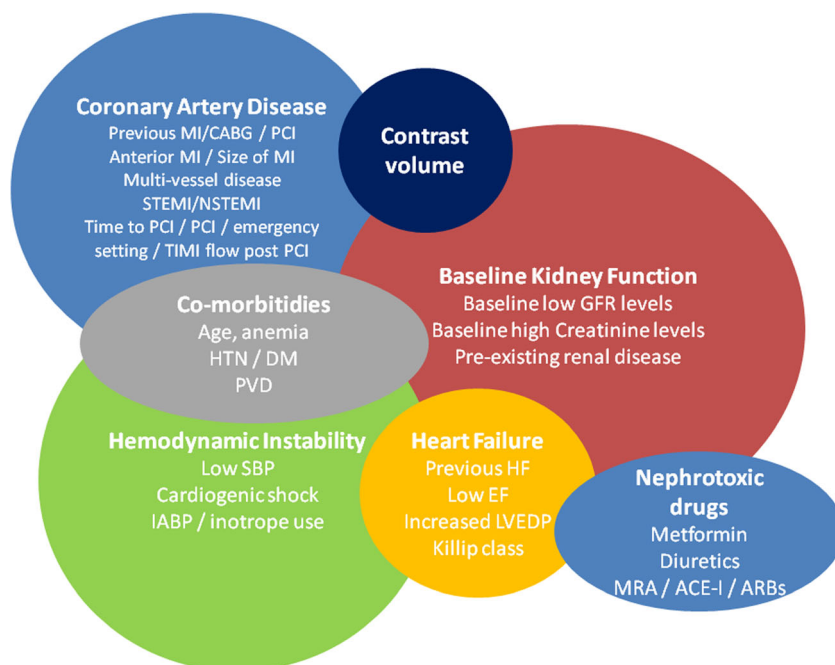 Coronary Artery Disease
Previous MI/CABG / PCI
Anterior MI / Size of MI
Multi-vessel disease
STEMI/NSTEMI
Time to PCI / PCI / emergency
setting / TIMI flow post PCI
Contrast
volume
Baseline Kidney Function
Baseline low GFR levels
Baseline high Creatinine levels
Pre-existing renal disease
Co-morbitidies
Age, anemia
HTN / DM
PVD
Hemodynamic Instability
Low SBP
Cardiogenic shock
IABP / inotrope use
Heart Failure
Previous HF
Low EF
Increased LVEDP
Killip class
Nephrotoxic
drugs
Metformin
Diuretics
MRA / ACE-I / ARBs